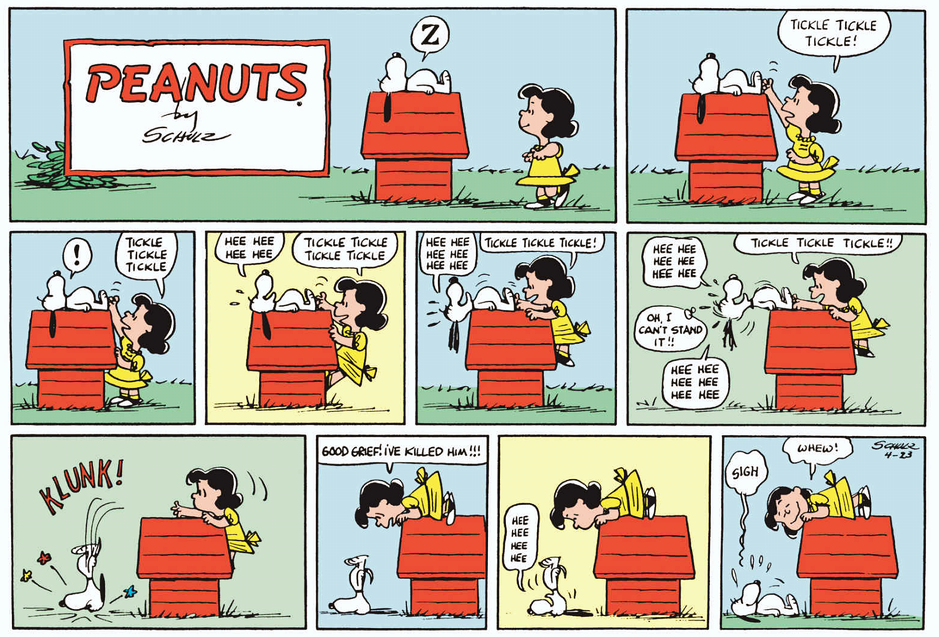 PEANUTS
by
SCHULZ
Z
TICKLE TICKLE
TICKLE!
!
TICKLE
TICKLE
TICKLE
HEE HEE
HEE HEE
TICKLE TICKLE
TICKLE TICKLE
HEE HEE
HEE HEE
HEE HEE
TICKLE TICKLE TICKLE!
HEE HEE
HEE HEE
HEE HEE
TICKLE TICKLE TICKLE!!
OH, I
CAN'T STAND
IT!!
HEE HEE
HEE HEE
HEE HEE
KLUNK!
GOOD GRIEF! I'VE KILLED HIM!!!
HEE
HEE
HEE
HEE
SIGH
WHEW!
SCHULZ
4-23